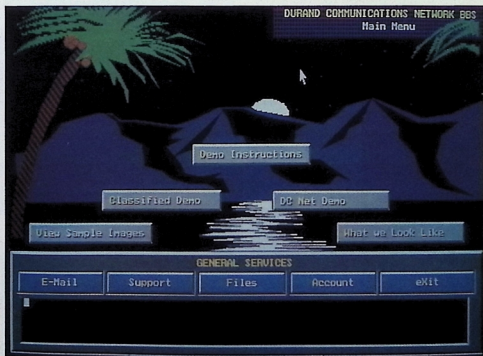 DURAND COMMUNICATIONS NETWORK BBS
Main Menu
Demo Instructions
Classified Demo
DC Net Demo
View Sample Images
What we Look Like
GENERAL SERVICES
E-Mail
Support
Files
Account
eXit